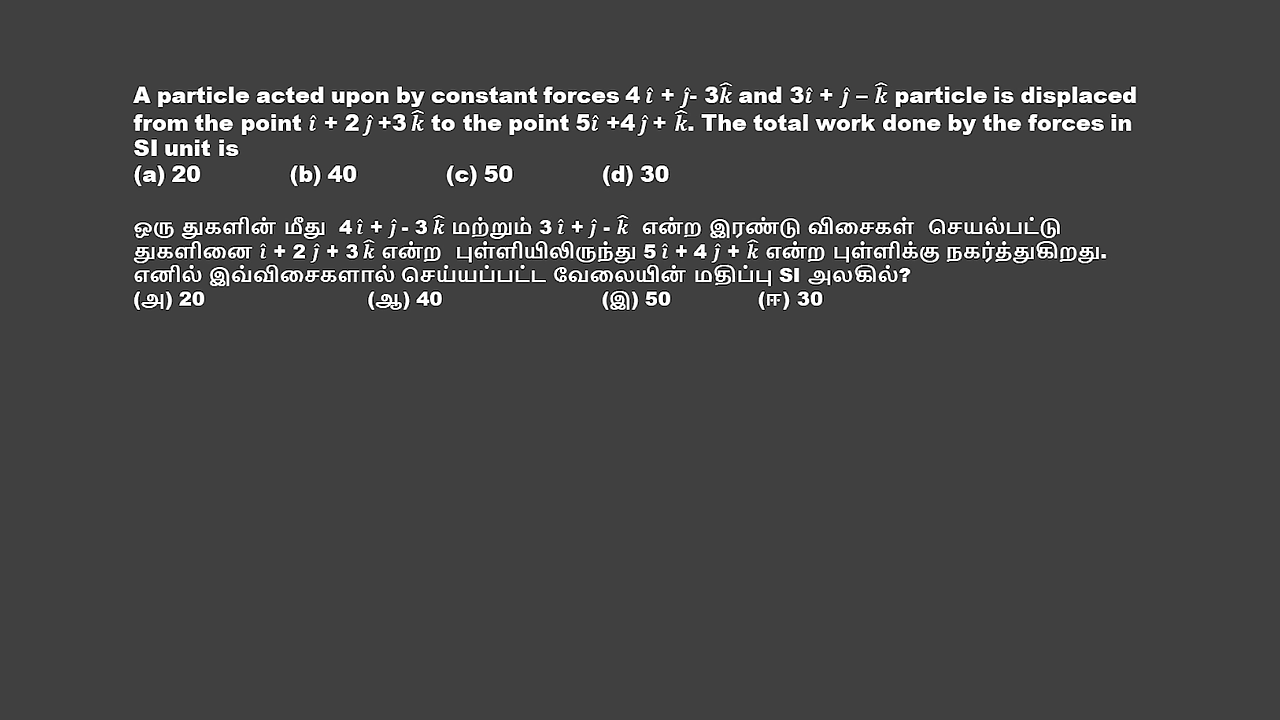 A particle acted upon by constant forces 4 î + ĵ- 3k̂ and 3î + ĵ – k̂ particle is displaced
from the point î + 2 ĵ +3 k̂ to the point 5î +4 ĵ + k̂. The total work done by the forces in
SI unit is
(a) 20 (b) 40 (c) 50 (d) 30
ஒரு துகளின் மீது 4 î + ĵ - 3 k̂ மற்றும் 3 î + ĵ - k̂ என்ற இரண்டு விசைகள் செயல்பட்டு
துகளினை î + 2 ĵ + 3 k̂ என்ற புள்ளியிலிருந்து 5 î + 4 ĵ + k̂ என்ற புள்ளிக்கு நகர்த்துகிறது.
எனில் இவ்விசைகளால் செய்யப்பட்ட வேலையின் மதிப்பு SI அலகில்?
(அ) 20 (ஆ) 40 (இ) 50 (ஈ) 30